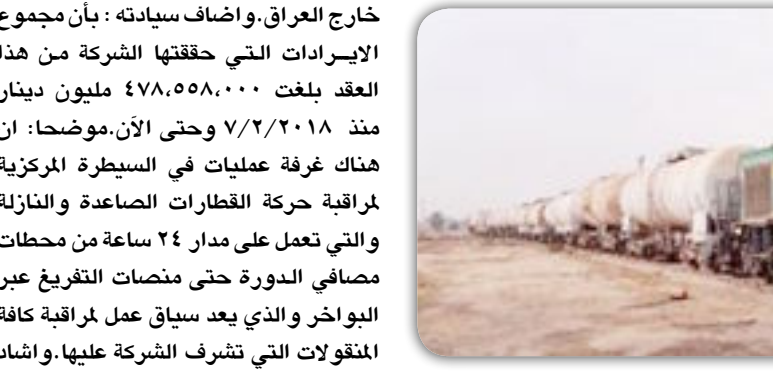 خارج العراق.واضاف سيادته : بأن مجموع
الايــرادات التي حققتها الشركة من هذا
العقد بلغت ٤٧٨،٥٥٨،٠٠٠ مليون دينار
منذ ٧/٢/٢٠١٨ وحتى الآن.موضحا: ان
هناك غرفة عمليات في السيطرة المركزية
لمراقبة حركة القطارات الصاعدة والنازلة
والتي تعمل على مدار ٢٤ ساعة من محطات
مصافي الدورة حتى منصات التفريغ عبر
البواخر والذي يعد سياق عمل لمراقبة كافة
المنقولات التي تشرف الشركة عليها.واشاد